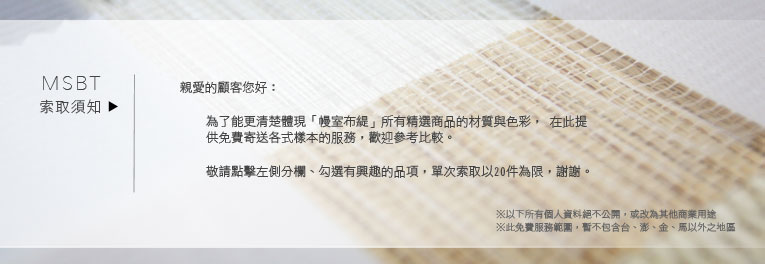 MSBT
索取須知 ▶
親愛的顧客您好：
為了能更清楚體現「幔室布緹」所有精選商品的材質與色彩， 在此提
供免費寄送各式樣本的服務，歡迎參考比較。
敬請點擊左側分欄、勾選有興趣的品項，單次索取以20件為限，謝謝。
※以下所有個人資料絕不公開，或改為其他商業用途
※此免費服務範圍，暫不包含台、澎、金、馬以外之地區